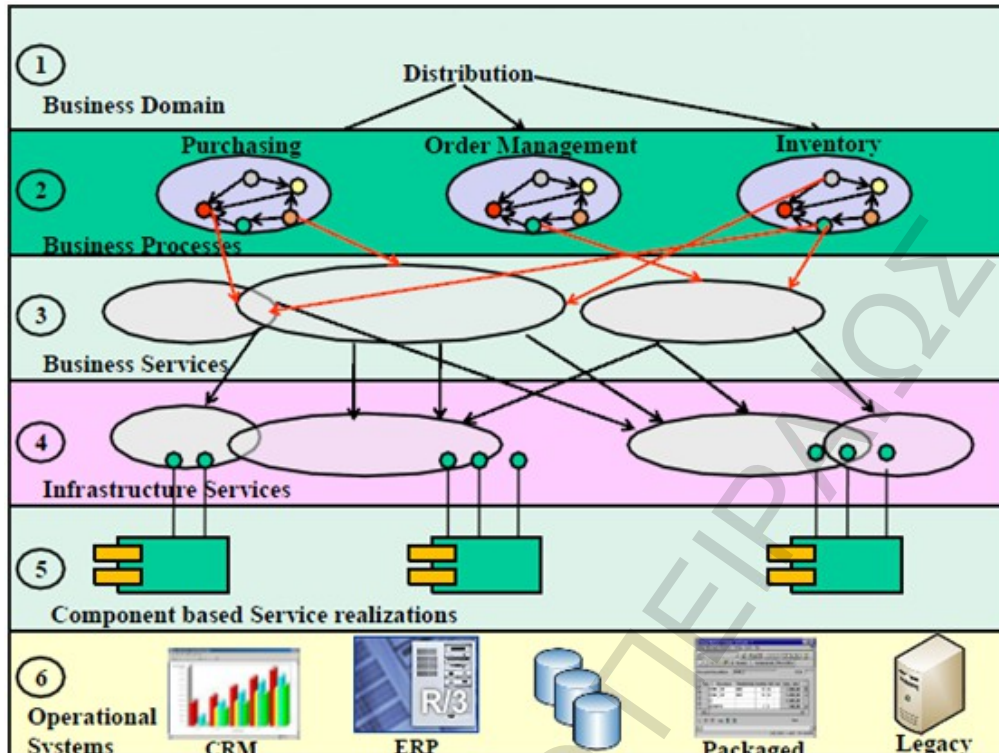 1
Distribution
Business Domain
Purchasing
Order Management
Inventory
2
Business Processes
3
Business Services
4
Infrastructure Services
5
Component based Service realizations
6
R/3
Operational
Systems
CRM
ERP
Packaged
Legacy
ΠΕΙΡΑΙΩΣ